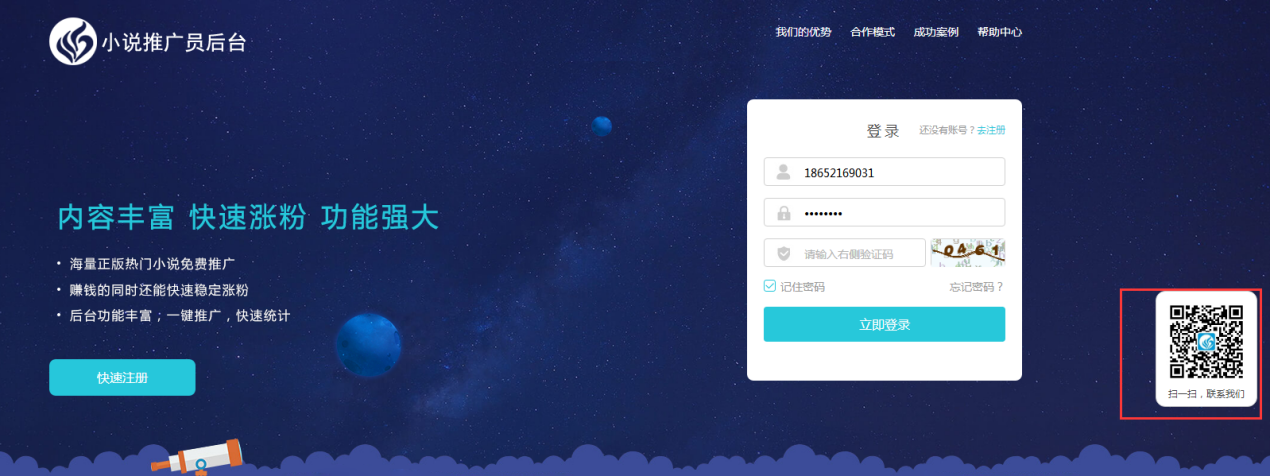 小说推广员后台
我们的优势 合作模式 成功案例 帮助中心
登录 还没有账号？去注册
18652169031
••••••••
请输入右侧验证码 0461
记住密码 忘记密码？
立即登录
内容丰富 快速涨粉 功能强大
• 海量正版热门小说免费推广
• 赚钱的同时还能快速稳定涨粉
• 后台功能丰富；一键推广，快速统计
快速注册
扫一扫，联系我们